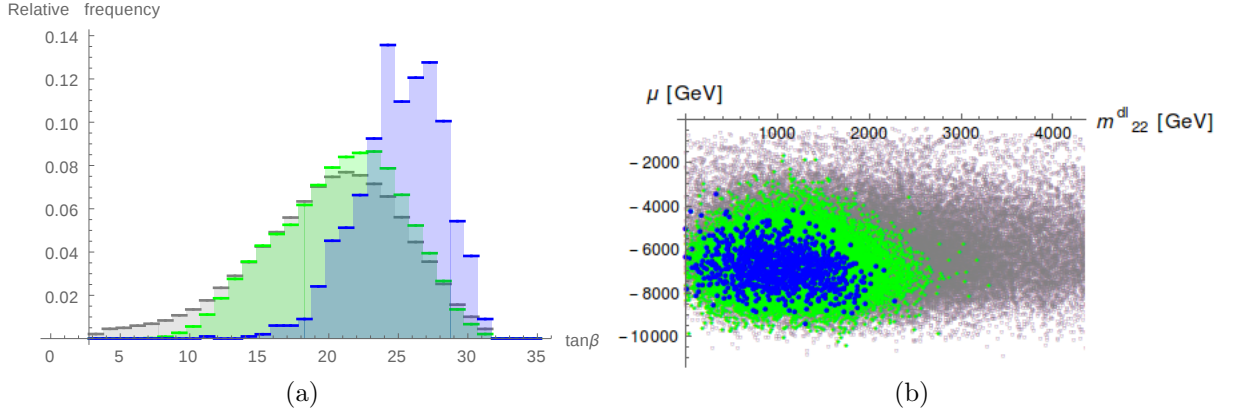 Relative frequency
0.14
0.12
0.10
0.08
0.06
0.04
0.02
0 5 10 15 20 25 30 35 tanβ
(a)
μ [GeV]
1000 2000 3000 4000 m^dl_22 [GeV]
-2000
-4000
-6000
-8000
-10000
(b)